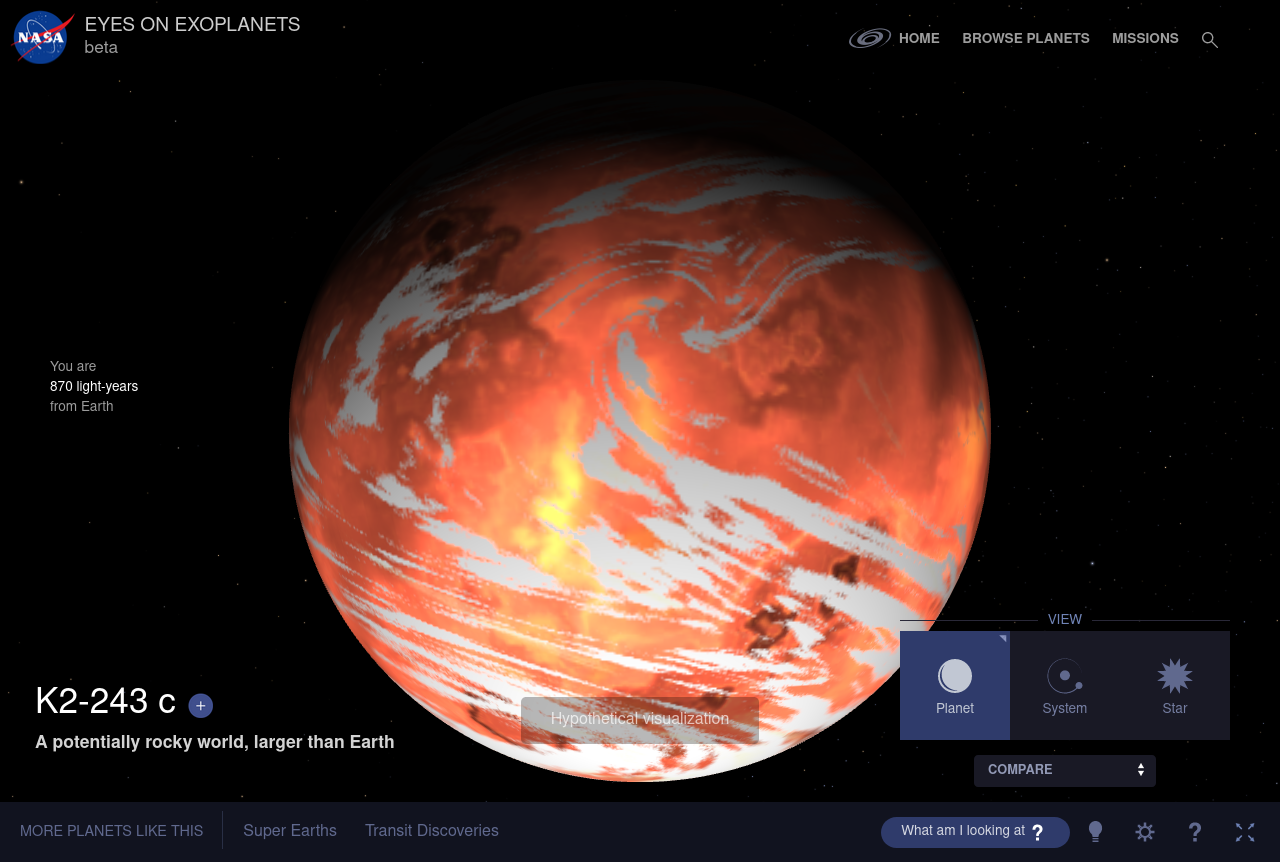 NASA
EYES ON EXOPLANETS
beta
HOME
BROWSE PLANETS
MISSIONS
You are
870 light-years
from Earth
K2-243 c +
A potentially rocky world, larger than Earth
Hypothetical visualization
VIEW
Planet
System
Star
COMPARE
MORE PLANETS LIKE THIS
Super Earths
Transit Discoveries
What am I looking at ?
?